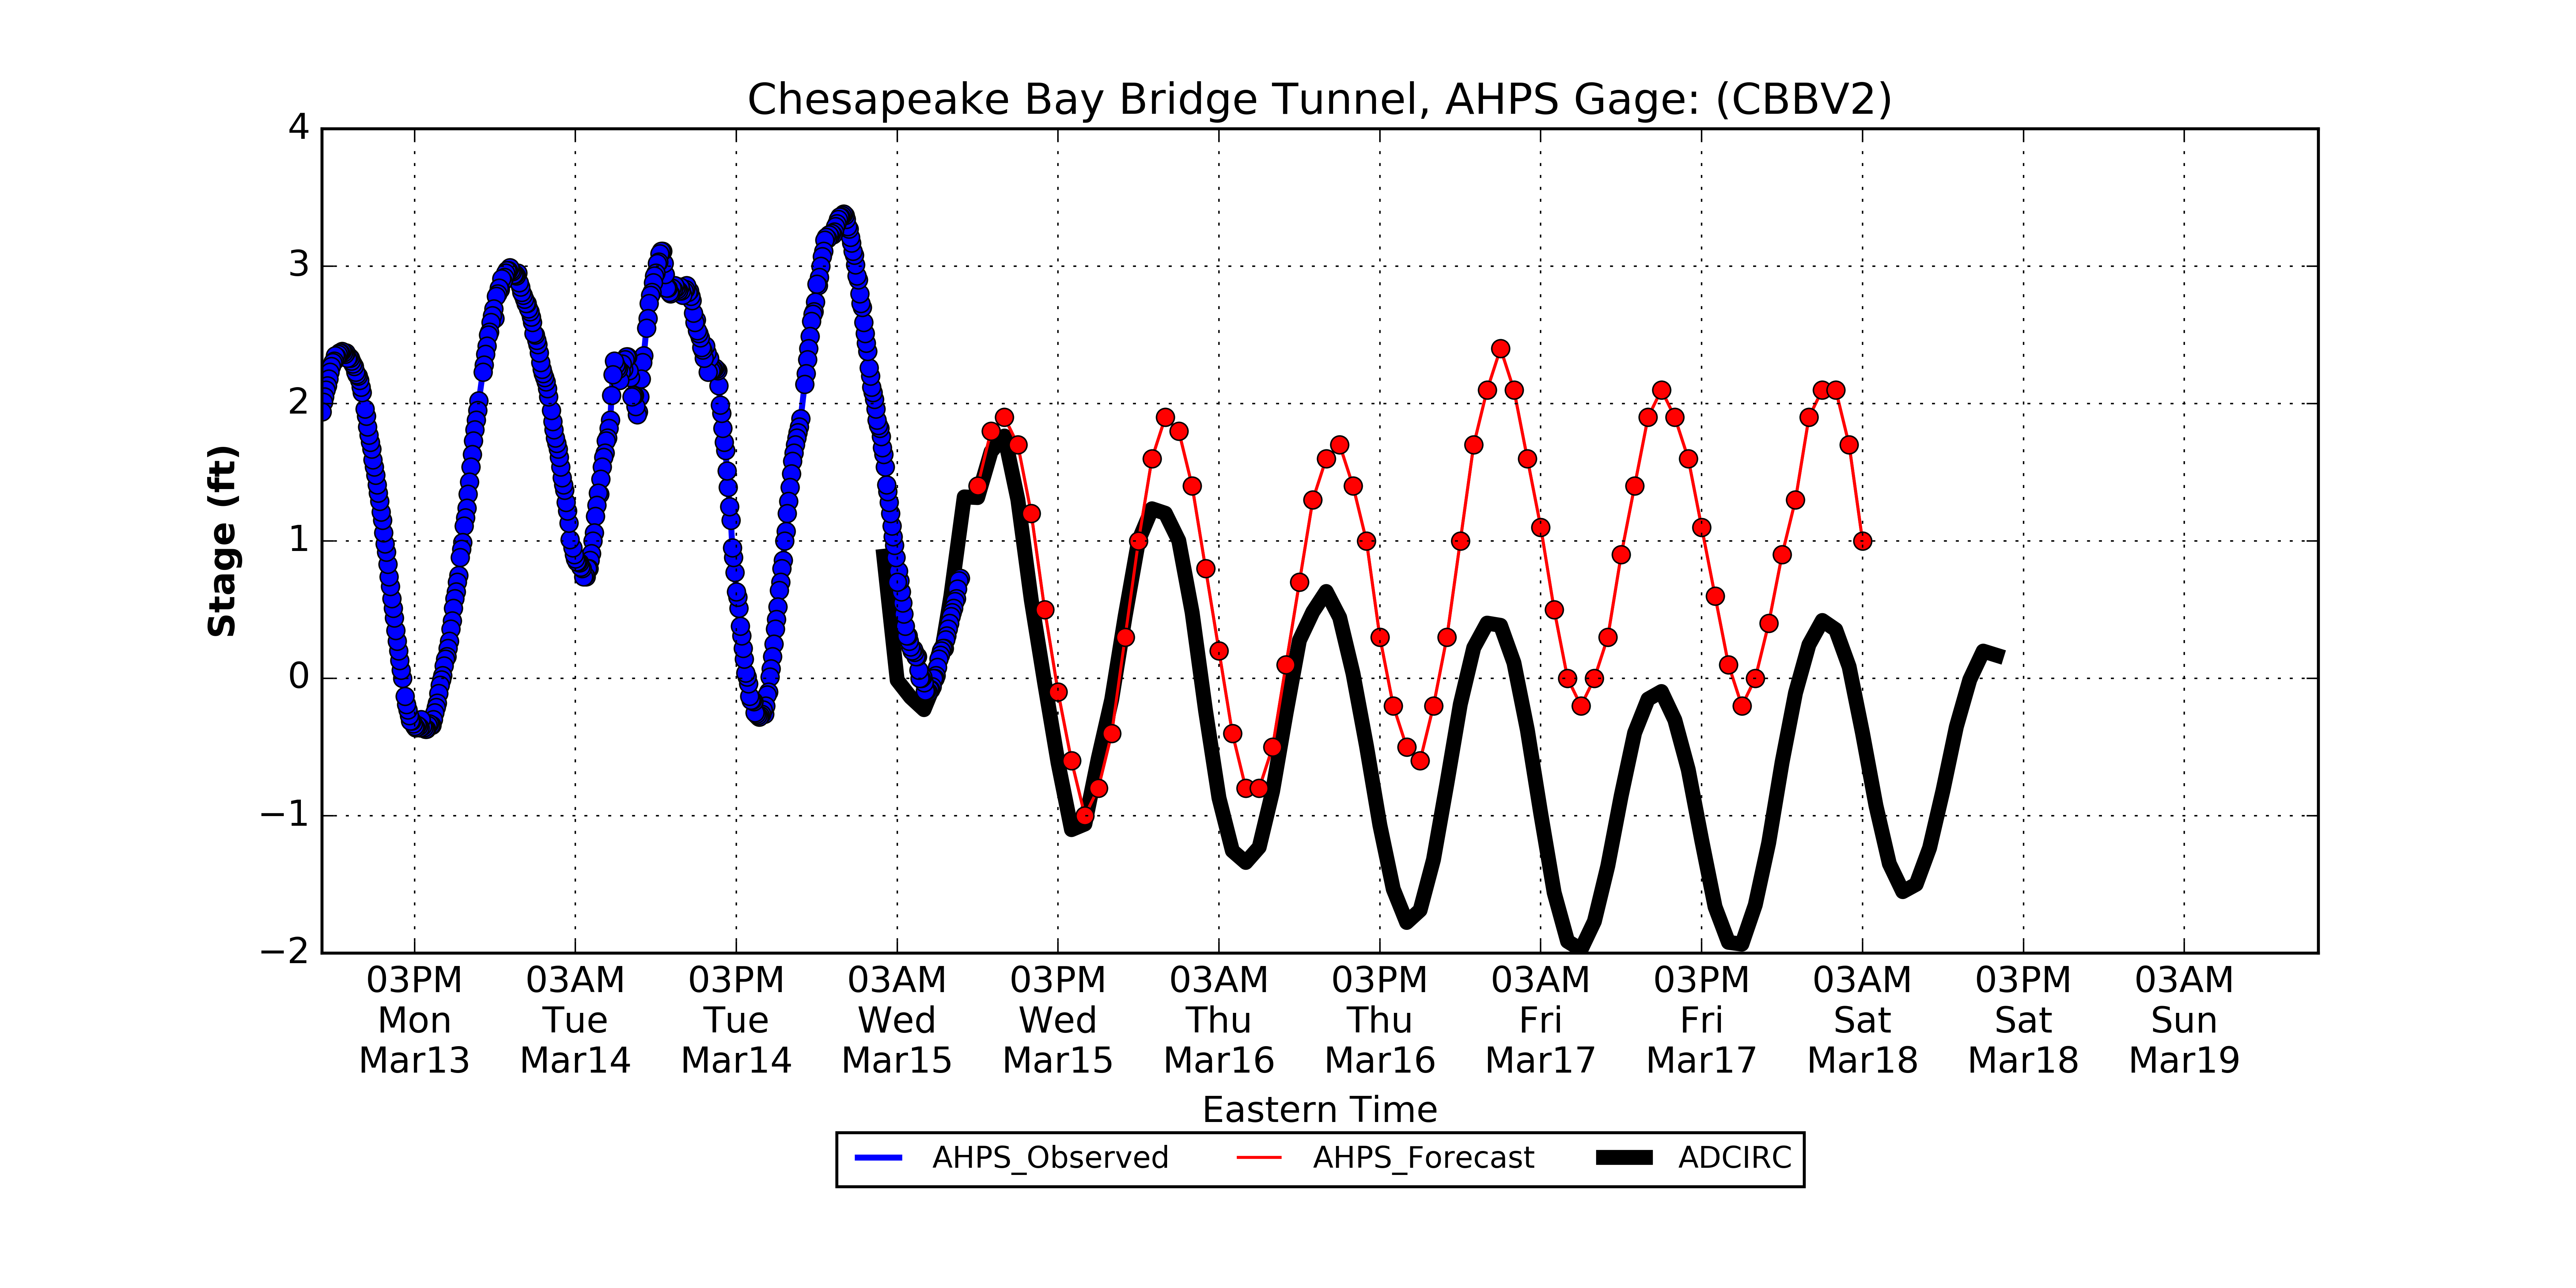 Chesapeake Bay Bridge Tunnel, AHPS Gage: (CBBV2)
4
3
2
1
0
−1
−2
Stage (ft)
03PM 03AM 03PM 03AM 03PM 03AM 03PM 03AM 03PM 03AM 03PM 03AM
Mon Tue Tue Wed Wed Thu Thu Fri Fri Sat Sat Sun
Mar13 Mar14 Mar14 Mar15 Mar15 Mar16 Mar16 Mar17 Mar17 Mar18 Mar18 Mar19
Eastern Time
AHPS_Observed AHPS_Forecast ADCIRC